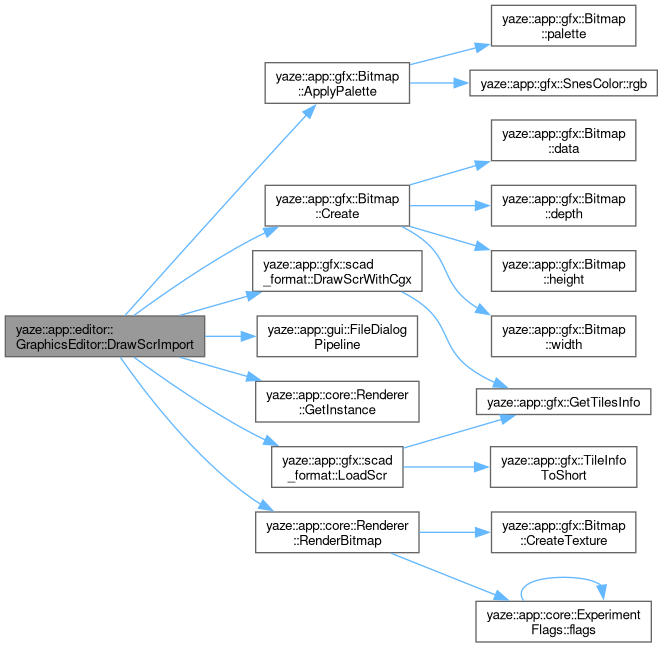 yaze::app::editor::
GraphicsEditor::DrawScrImport
yaze::app::gfx::Bitmap
::ApplyPalette
yaze::app::gfx::Bitmap
::palette
yaze::app::gfx::SnesColor::rgb
yaze::app::gfx::Bitmap
::Create
yaze::app::gfx::Bitmap
::data
yaze::app::gfx::Bitmap
::depth
yaze::app::gfx::Bitmap
::height
yaze::app::gfx::Bitmap
::width
yaze::app::gfx::scad
_format::DrawScrWithCgx
yaze::app::gfx::GetTilesInfo
yaze::app::gui::FileDialog
Pipeline
yaze::app::core::Renderer
::GetInstance
yaze::app::gfx::scad
_format::LoadScr
yaze::app::gfx::TileInfo
ToShort
yaze::app::core::Renderer
::RenderBitmap
yaze::app::gfx::Bitmap
::CreateTexture
yaze::app::core::Experiment
Flags::flags